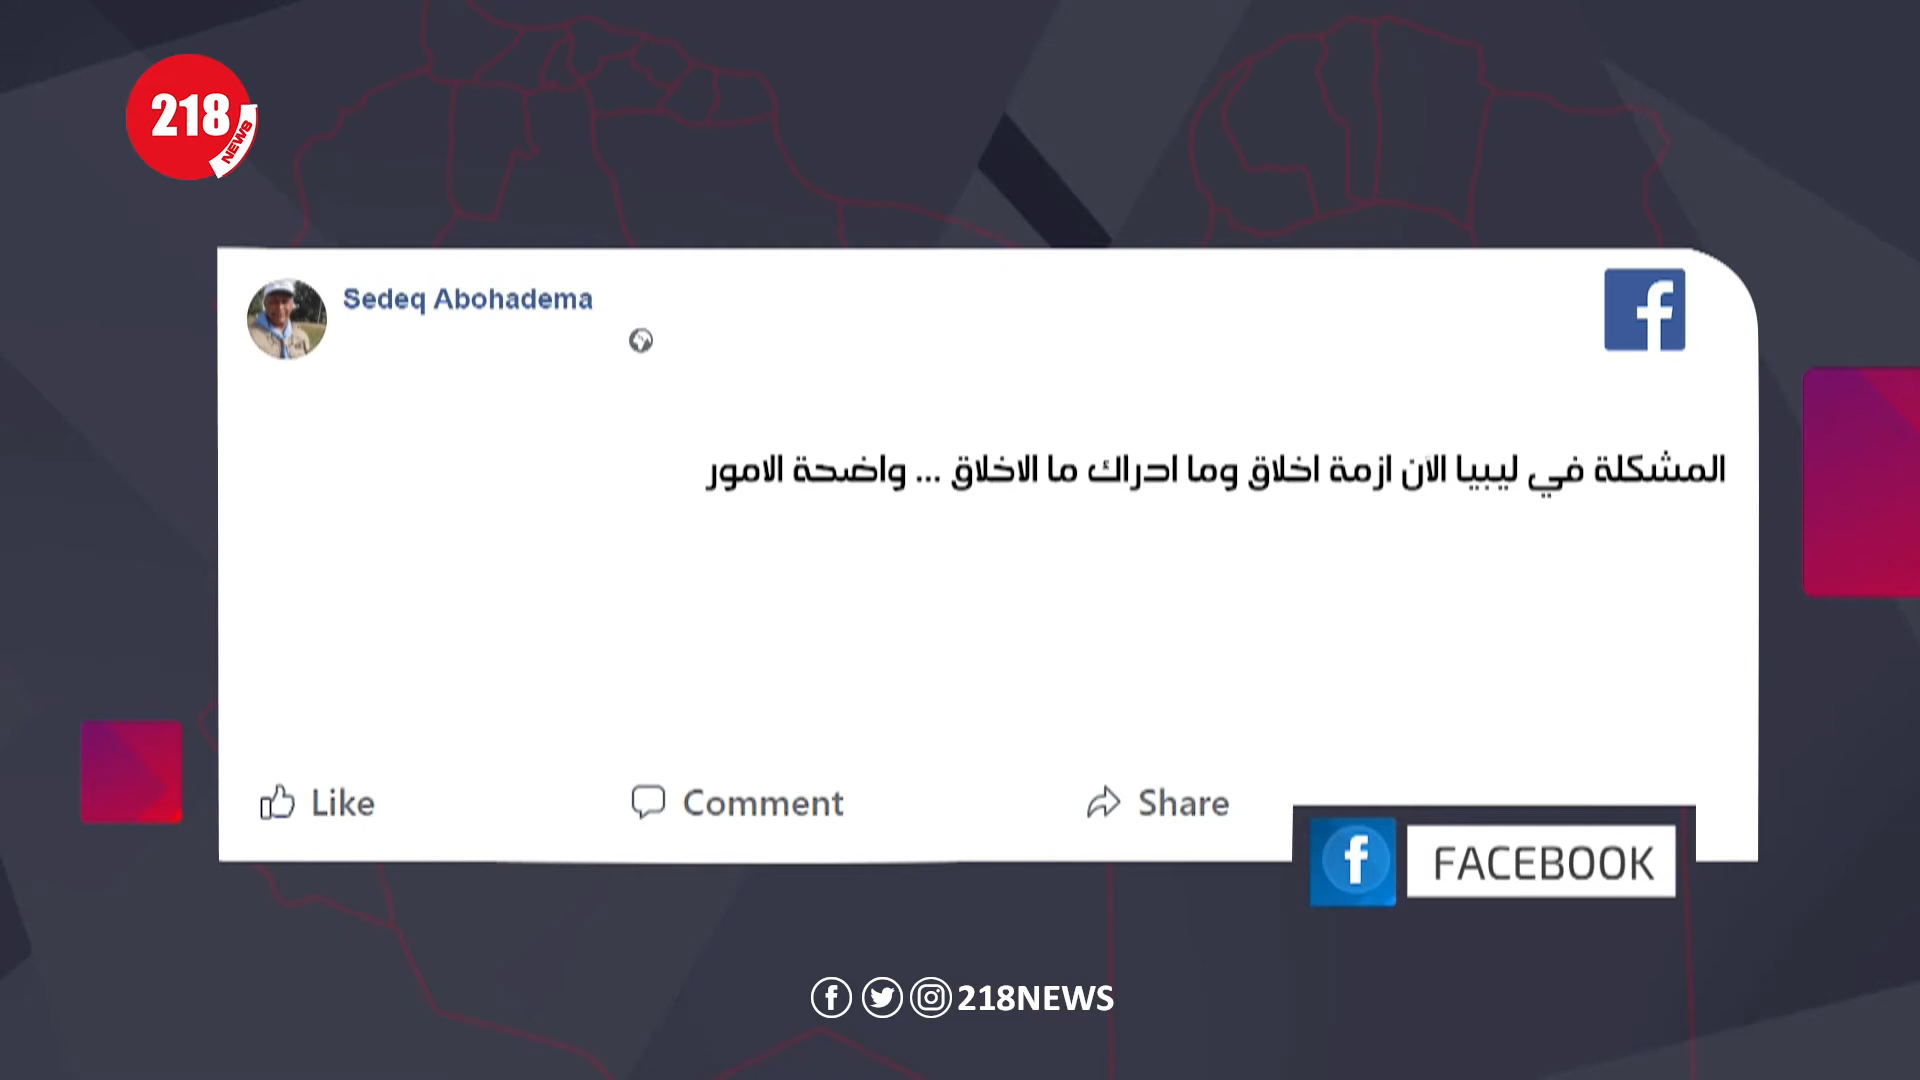 218
NEWS
Sedeq Abohadema
المشكلة في ليبيا الان ازمة اخلاق وما ادراك ما الاخلاق ... واضحة الامور
Like
Comment
Share
FACEBOOK
218NEWS